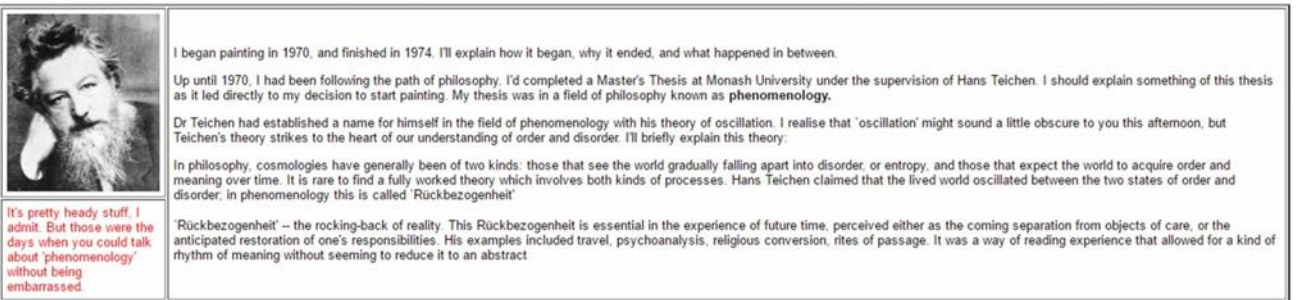 I began painting in 1970, and finished in 1974. I'll explain how it began, why it ended, and what happened in between.
Up until 1970, I had been following the path of philosophy. I'd completed a Master's Thesis at Monash University under the supervision of Hans Teichen. I should explain something of this thesis
as it led directly to my decision to start painting. My thesis was in a field of philosophy known as phenomenology.
Dr Teichen had established a name for himself in the field of phenomenology with his theory of oscillation. I realise that `oscillation' might sound a little obscure to you this afternoon, but
Teichen's theory strikes to the heart of our understanding of order and disorder. I'll briefly explain this theory:
In philosophy, cosmologies have generally been of two kinds: those that see the world gradually falling apart into disorder, or entropy, and those that expect the world to acquire order and
meaning over time. It is rare to find a fully worked theory which involves both kinds of processes. Hans Teichen claimed that the lived world oscillated between the two states of order and
disorder; in phenomenology this is called `Rückbezogenheit'
`Rückbezogenheit' -- the rocking-back of reality. This Rückbezogenheit is essential in the experience of future time, perceived either as the coming separation from objects of care, or the
anticipated restoration of one's responsibilities. His examples included travel, psychoanalysis, religious conversion, rites of passage. It was a way of reading experience that allowed for a kind of
rhythm of meaning without seeming to reduce it to an abstract
It's pretty heady stuff, I
admit. But those were the
days when you could talk
about 'phenomenology'
without being
embarrassed.